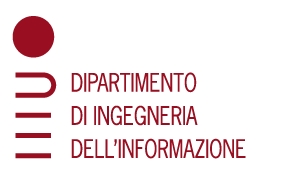 DIPARTIMENTO
DI INGEGNERIA
DELL'INFORMAZIONE